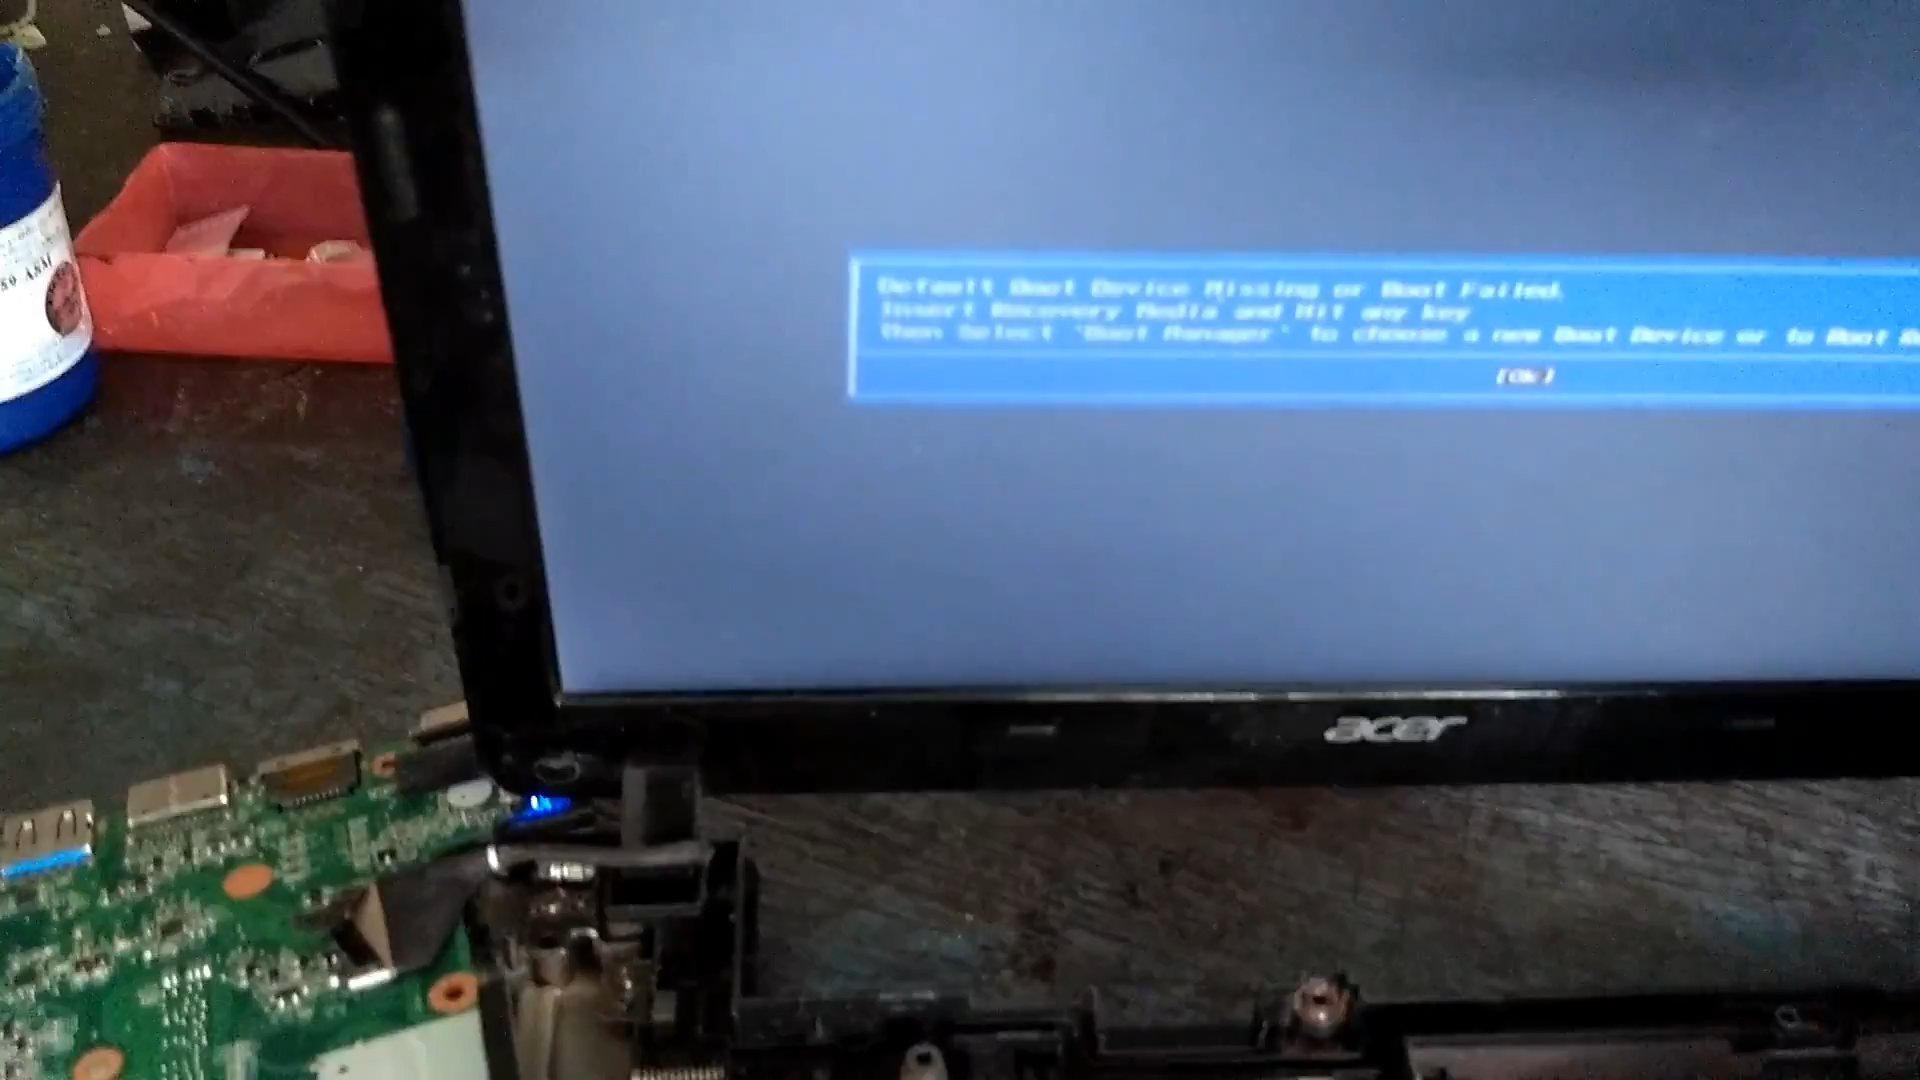 Default Boot Device Missing or Boot Failed.
Insert Recovery Media and Hit any key
Then Select 'Boot Manager' to choose a new Boot Device or to Boot
[Ok]
acer